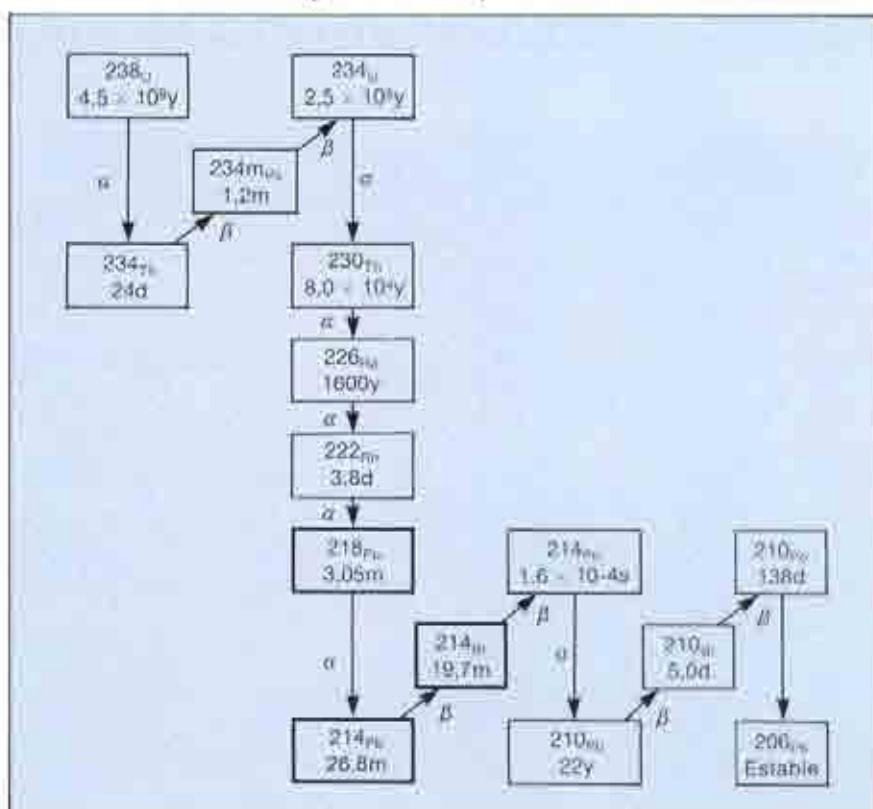 238U
4,5 × 10⁹y
234U
2,5 × 10⁵y
β
234mPa
1,2m
α
α
β
234Th
24d
230Th
8,0 × 10⁴y
α
226Ra
1600y
α
222Rn
3,8d
α
218Po
3,05m
214Po
1,6 × 10-4s
210Po
138d
β
β
214Bi
19,7m
210Bi
5,0d
α
α
β
β
214Pb
26,8m
210Pb
22y
206Pb
Estable